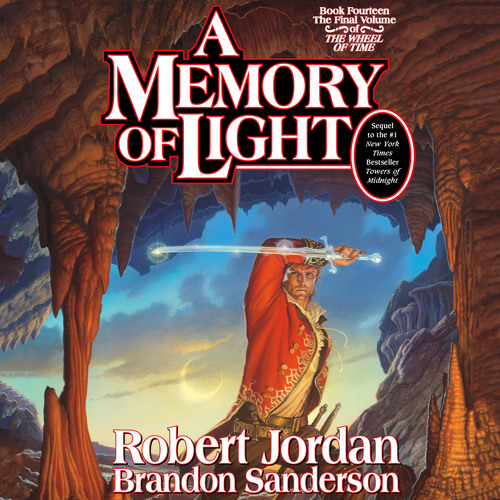 Book Fourteen
The Final Volume
of
THE WHEEL
OF TIME
A
MEMORY
OF LIGHT
Sequel
to the #1
New York
Times
Bestseller
Towers of
Midnight
Robert Jordan
Brandon Sanderson